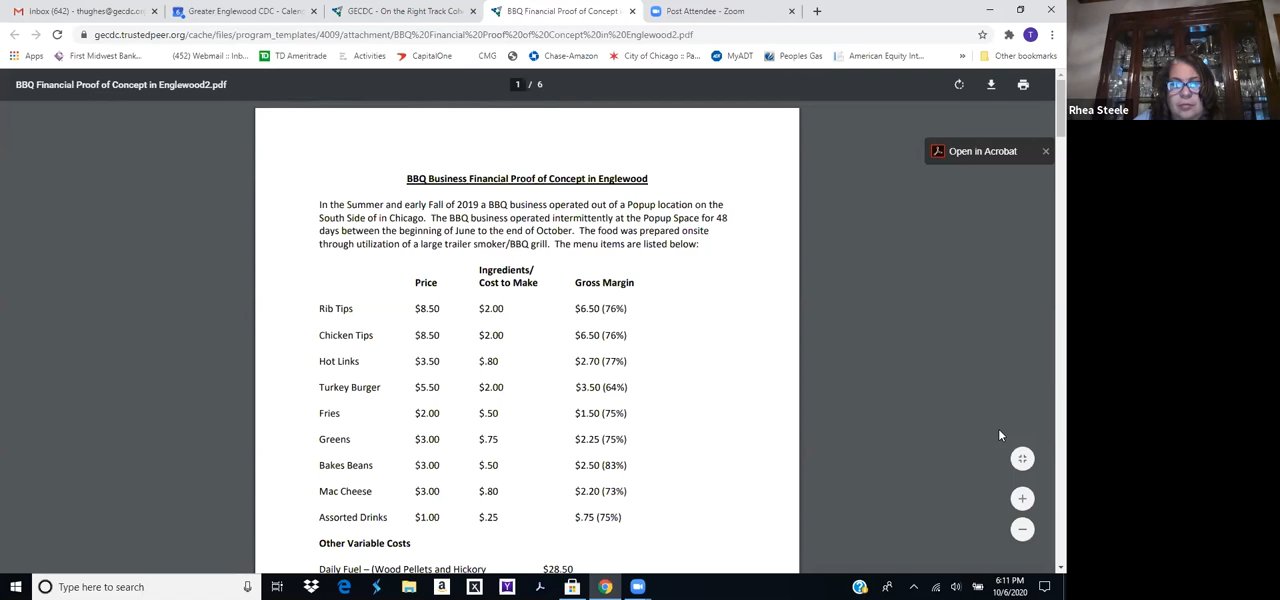 Inbox (642) - thughes@gecdc.or
Greater Englewood CDC - Calen
GECDC - On the Right Track Coh
BBQ Financial Proof of Concept
Post Attendee - Zoom
gecdc.trustedpeer.org/cache/files/program_templates/4009/attachment/BBQ%20Financial%20Proof%20of%20Concept%20in%20Englewood2.pdf
T
Apps
First Midwest Bank...
(452) Webmail :: Inb...
TD Ameritrade
Activities
CapitalOne
CMG
Chase-Amazon
City of Chicago :: Pa...
MyADT
Peoples Gas
American Equity Int...
»
Other bookmarks
BBQ Financial Proof of Concept in Englewood2.pdf
1 / 6
Rhea Steele
Open in Acrobat
BBQ Business Financial Proof of Concept in Englewood
In the Summer and early Fall of 2019 a BBQ business operated out of a Popup location on the
South Side of in Chicago. The BBQ business operated intermittently at the Popup Space for 48
days between the beginning of June to the end of October. The food was prepared onsite
through utilization of a large trailer smoker/BBQ grill. The menu items are listed below:
Ingredients/
Price Cost to Make Gross Margin
Rib Tips $8.50 $2.00 $6.50 (76%)
Chicken Tips $8.50 $2.00 $6.50 (76%)
Hot Links $3.50 $.80 $2.70 (77%)
Turkey Burger $5.50 $2.00 $3.50 (64%)
Fries $2.00 $.50 $1.50 (75%)
Greens $3.00 $.75 $2.25 (75%)
Bakes Beans $3.00 $.50 $2.50 (83%)
Mac Cheese $3.00 $.80 $2.20 (73%)
Assorted Drinks $1.00 $.25 $.75 (75%)
Other Variable Costs
Daily Fuel – (Wood Pellets and Hickory $28.50
Type here to search
6:11 PM
10/6/2020